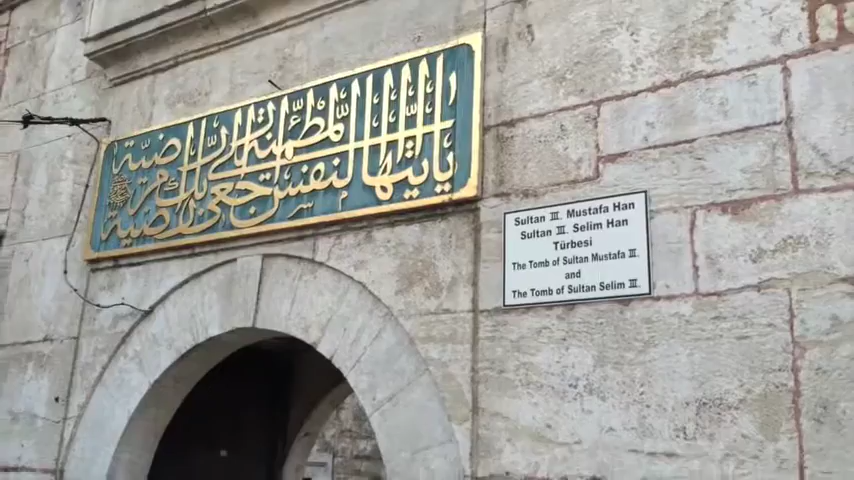 يا ايتها النفس المطمئنة
ارجعى الى ربك راضية مرضية
Sultan III. Mustafa Han
Sultan III. Selim Han
Türbesi
The Tomb of Sultan Mustafa III.
and
The Tomb of Sultan Selim III.